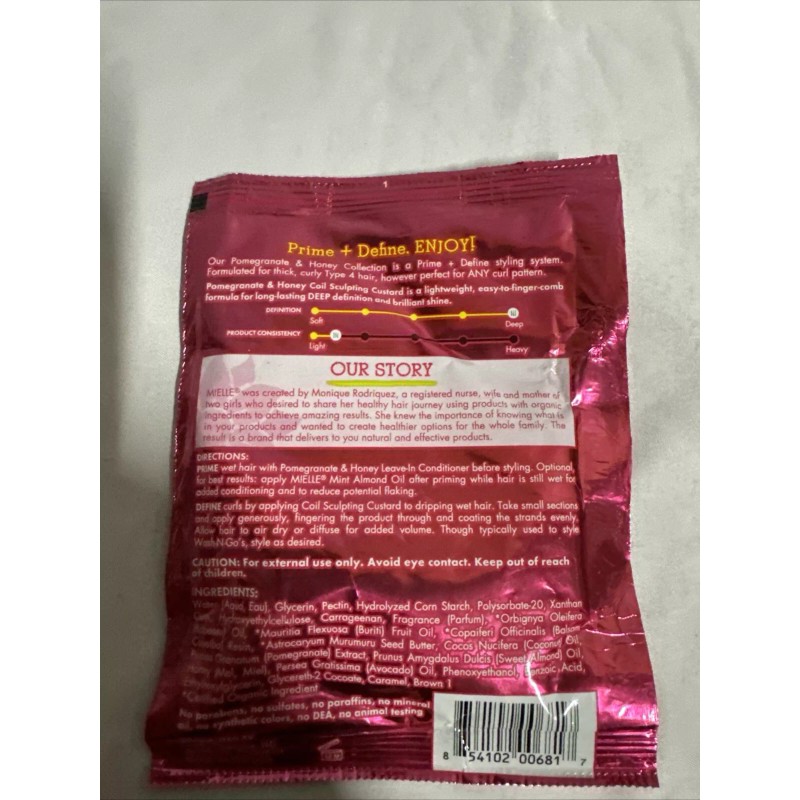 1
Prime + Define. ENJOY!
Our Pomegranate & Honey Collection is a Prime + Define styling system.
Formulated for thick, curly Type 4 hair, however perfect for ANY curl pattern.
Pomegranate & Honey Coil Sculpting Custard is a lightweight, easy-to-finger-comb
formula for long-lasting DEEP definition and brilliant shine.
DEFINITION
Soft Deep
PRODUCT CONSISTENCY
Light Heavy
OUR STORY
MIELLE® was created by Monique Rodriquez, a registered nurse, wife and mother of
two girls who desired to share her healthy hair journey using products with organic
ingredients to achieve amazing results. She knew the importance of knowing what is
in your products and wanted to create healthier options for the whole family. The
result is a brand that delivers to you natural and effective products.
DIRECTIONS:
PRIME wet hair with Pomegranate & Honey Leave-In Conditioner before styling. Optional,
for best results: apply MIELLE® Mint Almond Oil after priming while hair is still wet for
added conditioning and to reduce potential flaking.
DEFINE curls by applying Coil Sculpting Custard to dripping wet hair. Take small sections
and apply generously, fingering the product through and coating the strands evenly.
Allow hair to air dry or diffuse for added volume. Though typically used to style
Wash-N-Go's, style as desired.
CAUTION: For external use only. Avoid eye contact. Keep out of reach
of children.
INGREDIENTS:
Water (Aqua, Eau), Glycerin, Pectin, Hydrolyzed Corn Starch, Polysorbate-20, Xanthan
Gum, Hydroxyethylcellulose, Carrageenan, Fragrance (Parfum), *Orbignya Oleifera
Oil, *Mauritia Flexuosa (Buriti) Fruit Oil, *Copaiferi Officinalis (Balsam
*Astrocaryum Murumuru Seed Butter, Cocos Nucifera (Coconut) Oil,
(Pomegranate) Extract, Prunus Amygdalus Dulcis (Sweet Almond) Oil,
Persea Gratissima (Avocado) Oil, Phenoxyethanol, Benzoic Acid,
Glycereth-2 Cocoate, Caramel, Brown 1
*Certified Organic Ingredient
No parabens, no sulfates, no paraffins, no mineral
oil, no synthetic colors, no DEA, no animal testing
8 54102 00681 7